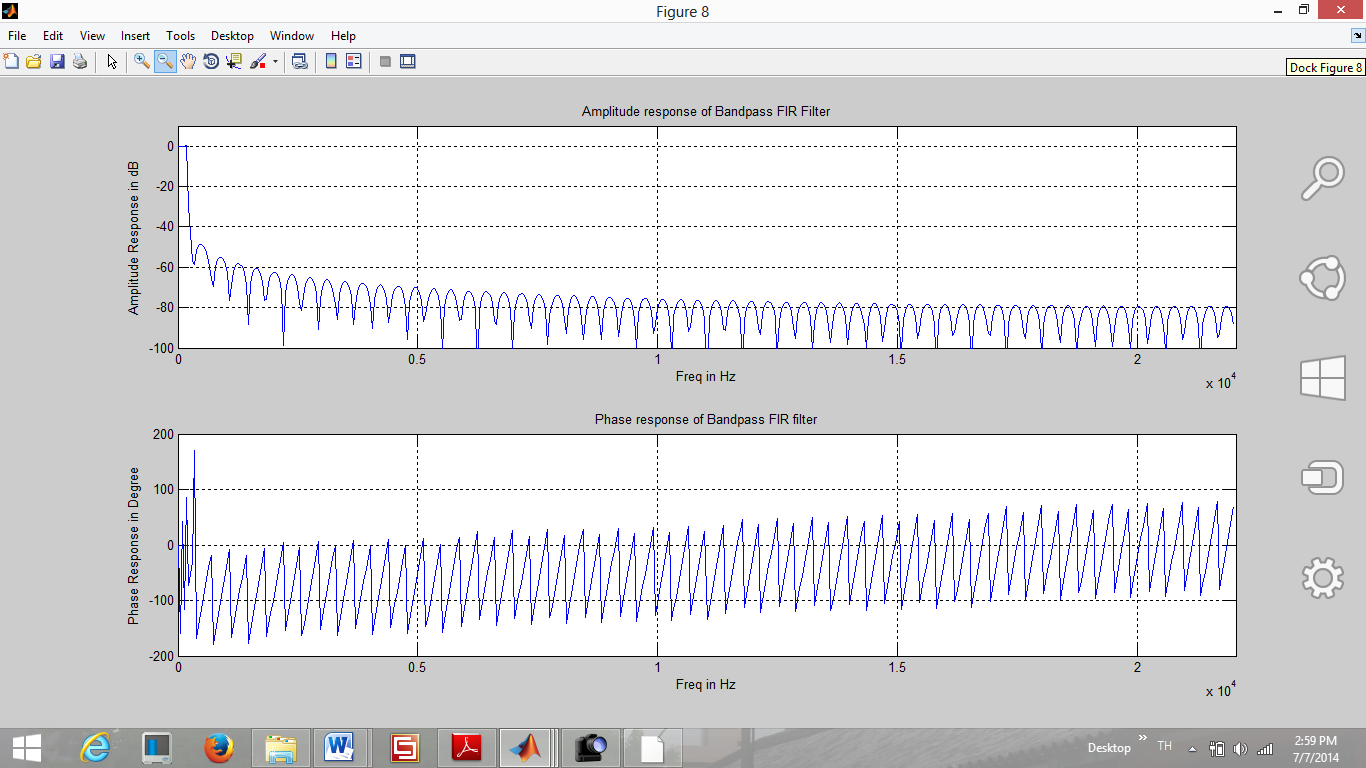 Figure 8
File Edit View Insert Tools Desktop Window Help
Dock Figure 8
Amplitude response of Bandpass FIR Filter
Amplitude Response in dB
0
-20
-40
-60
-80
-100
0 0.5 1 1.5 2
Freq in Hz
x 10^4
Phase response of Bandpass FIR filter
Phase Response in Degree
200
100
0
-100
-200
0 0.5 1 1.5 2
Freq in Hz
x 10^4
Desktop » TH 2:59 PM
7/7/2014